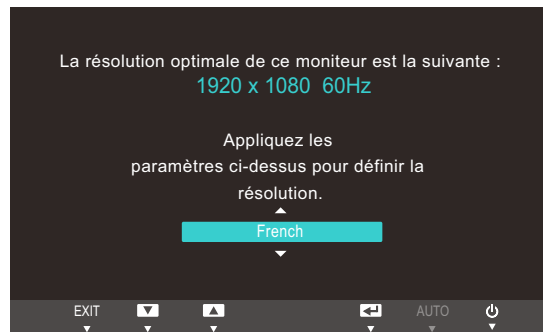 La résolution optimale de ce moniteur est la suivante :
1920 x 1080 60Hz
Appliquez les
paramètres ci-dessus pour définir la
résolution.
French
EXIT AUTO